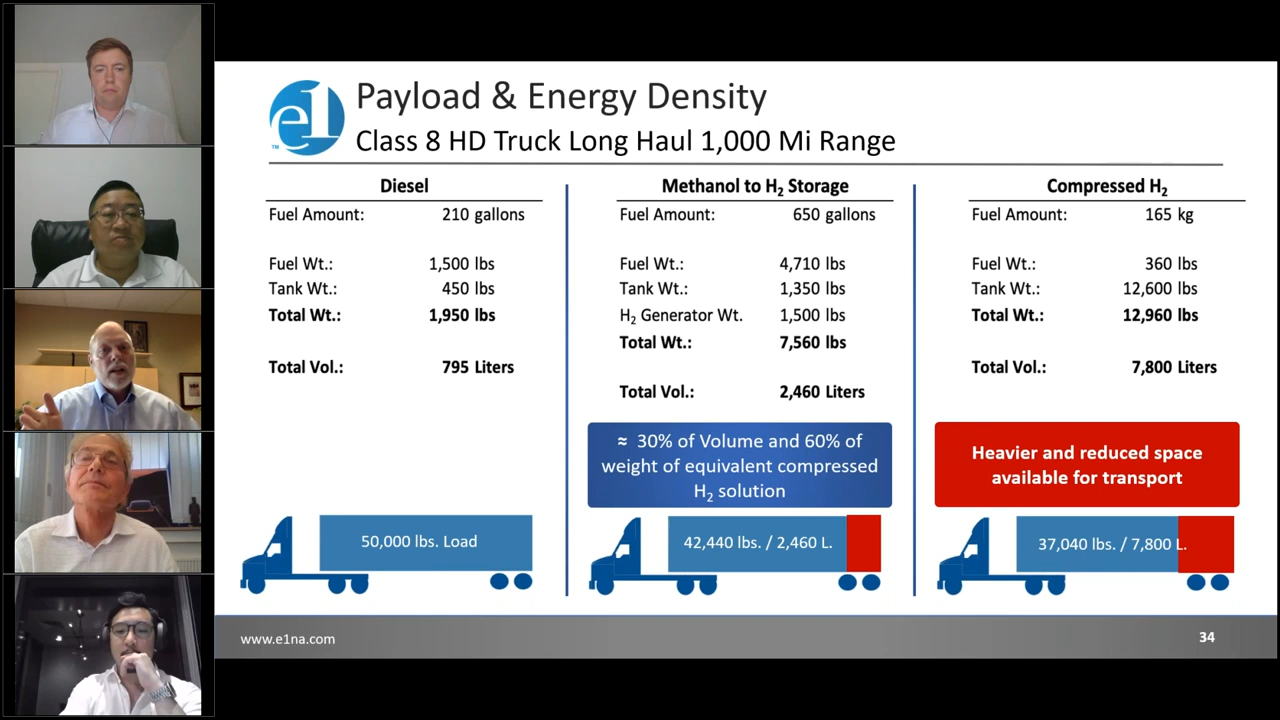 e1
TM
Payload & Energy Density
Class 8 HD Truck Long Haul 1,000 Mi Range
Diesel
Fuel Amount: 210 gallons
Fuel Wt.: 1,500 lbs
Tank Wt.: 450 lbs
Total Wt.: 1,950 lbs
Total Vol.: 795 Liters
50,000 lbs. Load
Methanol to H₂ Storage
Fuel Amount: 650 gallons
Fuel Wt.: 4,710 lbs
Tank Wt.: 1,350 lbs
H₂ Generator Wt. 1,500 lbs
Total Wt.: 7,560 lbs
Total Vol.: 2,460 Liters
≈ 30% of Volume and 60% of
weight of equivalent compressed
H₂ solution
42,440 lbs. / 2,460 L.
Compressed H₂
Fuel Amount: 165 kg
Fuel Wt.: 360 lbs
Tank Wt.: 12,600 lbs
Total Wt.: 12,960 lbs
Total Vol.: 7,800 Liters
Heavier and reduced space
available for transport
37,040 lbs. / 7,800 L.
www.e1na.com
34